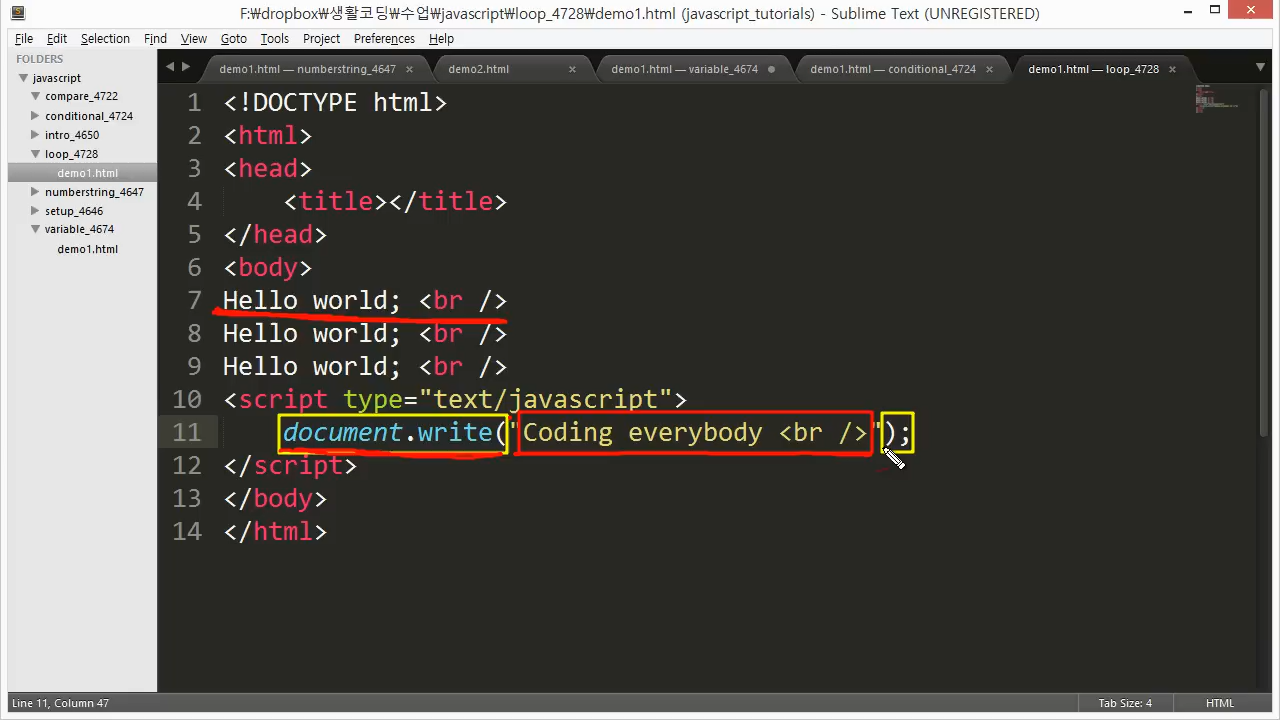 F:₩dropbox₩생활코딩₩수업₩javascript₩loop_4728₩demo1.html (javascript_tutorials) - Sublime Text (UNREGISTERED)
File Edit Selection Find View Goto Tools Project Preferences Help
FOLDERS
javascript
compare_4722
conditional_4724
intro_4650
loop_4728
demo1.html
numberstring_4647
setup_4646
variable_4674
demo1.html
demo1.html — numberstring_4647 × demo2.html × demo1.html — variable_4674 demo1.html — conditional_4724 × demo1.html — loop_4728 ×
1 <!DOCTYPE html>
2 <html>
3 <head>
4 <title></title>
5 </head>
6 <body>
7 Hello world; <br />
8 Hello world; <br />
9 Hello world; <br />
10 <script type="text/javascript">
11 document.write("Coding everybody <br />");
12 </script>
13 </body>
14 </html>
Line 11, Column 47 Tab Size: 4 HTML